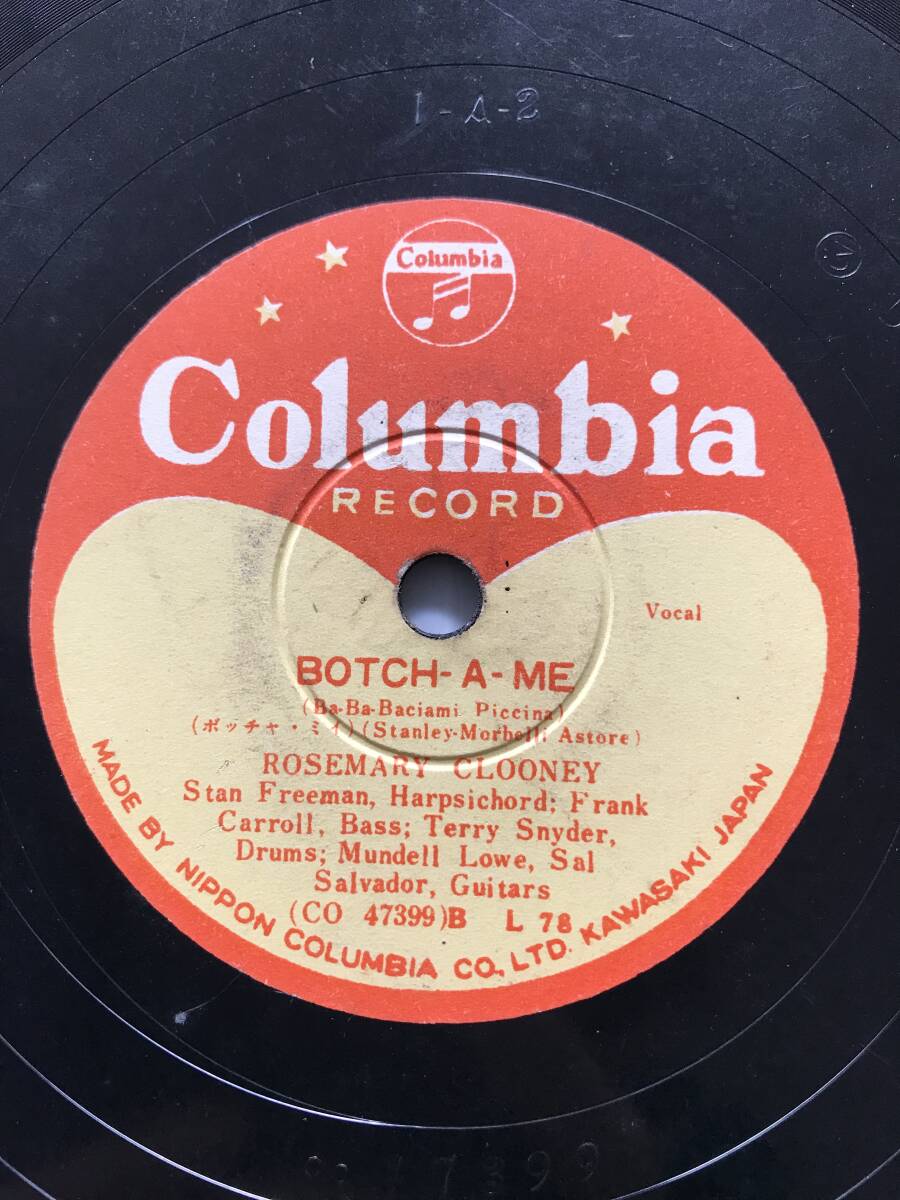 1-A-2
Columbia
Columbia
RECORD
Vocal
BOTCH-A-ME
(Ba-Ba-Baciami Piccina)
(ボッチャ・ミイ) (Stanley-Morbelli Astore)
ROSEMARY CLOONEY
Stan Freeman, Harpsichord; Frank
Carroll, Bass; Terry Snyder,
Drums; Mundell Lowe, Sal
Salvador, Guitars
(CO 47399)B L 78
MADE BY NIPPON COLUMBIA CO., LTD. KAWASAKI JAPAN